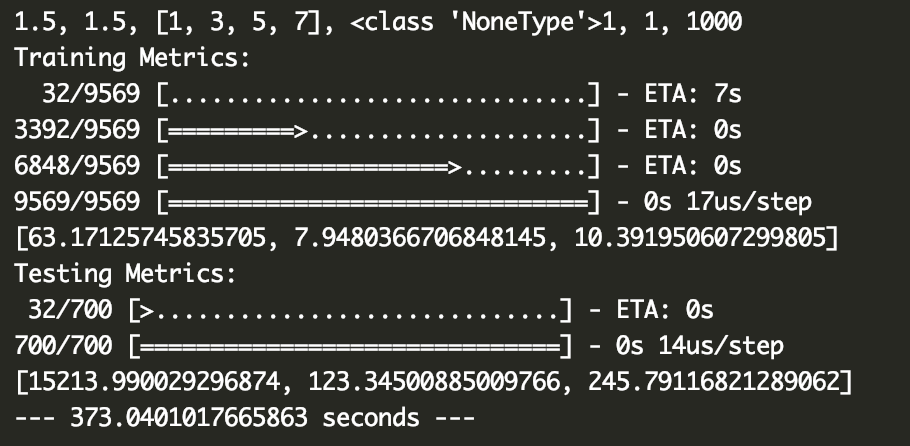 1.5, 1.5, [1, 3, 5, 7], <class 'NoneType'>1, 1, 1000
Training Metrics:
  32/9569 [..............................] - ETA: 7s
3392/9569 [=========>....................] - ETA: 0s
6848/9569 [====================>.........] - ETA: 0s
9569/9569 [==============================] - 0s 17us/step
[63.17125745835705, 7.9480366706848145, 10.391950607299805]
Testing Metrics:
 32/700 [>.............................] - ETA: 0s
700/700 [==============================] - 0s 14us/step
[15213.990029296874, 123.34500885009766, 245.79116821289062]
--- 373.0401017665863 seconds ---